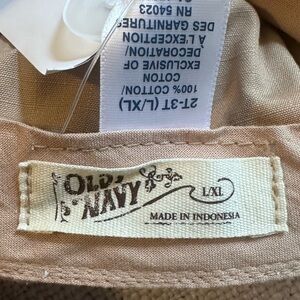 2T-3T (L/XL)
100% COTTON/
COTON
EXCLUSIVE OF
DECORATION/
A L'EXCEPTION
DES GARNITURES
RN 54023
OLD
NAVY
L/XL
MADE IN INDONESIA